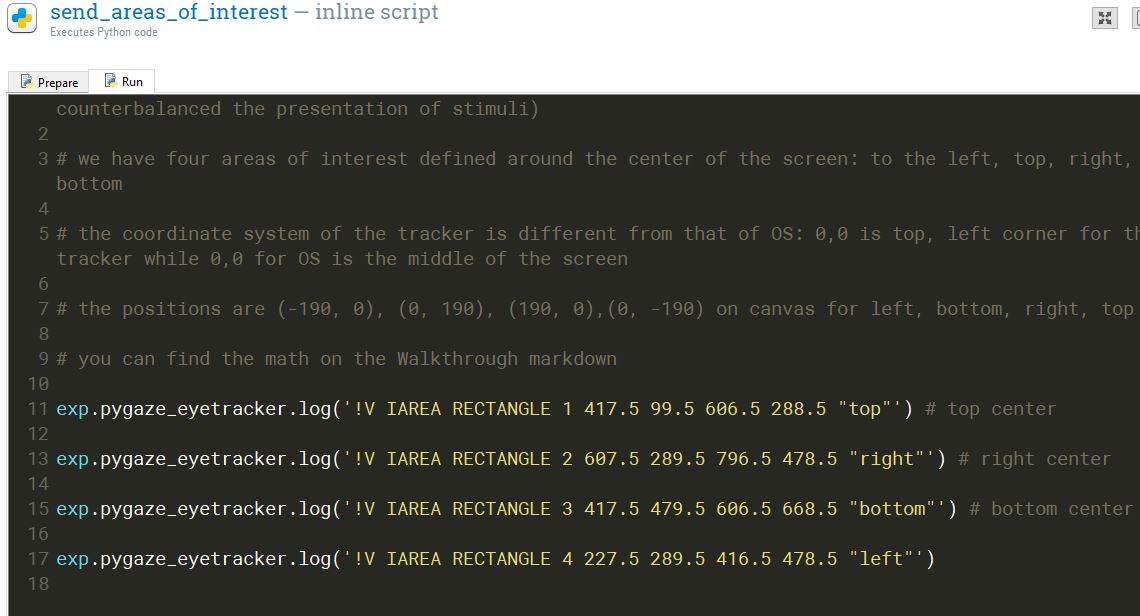 send_areas_of_interest — inline script
Executes Python code
Prepare Run
counterbalanced the presentation of stimuli)
2
3 # we have four areas of interest defined around the center of the screen: to the left, top, right,
bottom
4
5 # the coordinate system of the tracker is different from that of OS: 0,0 is top, left corner for
tracker while 0,0 for OS is the middle of the screen
6
7 # the positions are (-190, 0), (0, 190), (190, 0),(0, -190) on canvas for left, bottom, right, top
8
9 # you can find the math on the Walkthrough markdown
10
11 exp.pygaze_eyetracker.log('!V IAREA RECTANGLE 1 417.5 99.5 606.5 288.5 "top"') # top center
12
13 exp.pygaze_eyetracker.log('!V IAREA RECTANGLE 2 607.5 289.5 796.5 478.5 "right"') # right center
14
15 exp.pygaze_eyetracker.log('!V IAREA RECTANGLE 3 417.5 479.5 606.5 668.5 "bottom"') # bottom center
16
17 exp.pygaze_eyetracker.log('!V IAREA RECTANGLE 4 227.5 289.5 416.5 478.5 "left"')
18